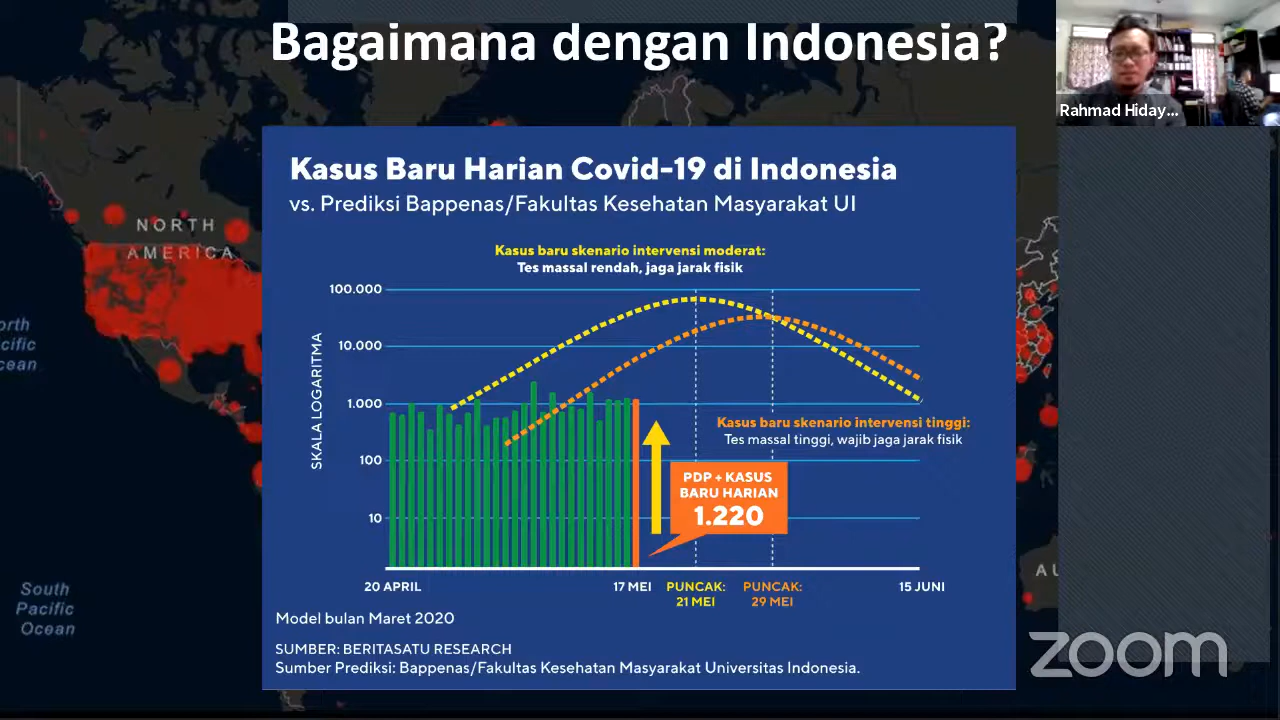 Bagaimana dengan Indonesia?
Rahmad Hiday...
NORTH
AMERICA
orth
cific
cean
South
Pacific
Ocean
AU
Kasus Baru Harian Covid-19 di Indonesia
vs. Prediksi Bappenas/Fakultas Kesehatan Masyarakat UI
Kasus baru skenario intervensi moderat:
Tes massal rendah, jaga jarak fisik
SKALA LOGARITMA
100.000
10.000
1.000
100
10
Kasus baru skenario intervensi tinggi:
Tes massal tinggi, wajib jaga jarak fisik
PDP + KASUS
BARU HARIAN
1.220
20 APRIL
17 MEI
PUNCAK:
21 MEI
PUNCAK:
29 MEI
15 JUNI
Model bulan Maret 2020
SUMBER: BERITASATU RESEARCH
Sumber Prediksi: Bappenas/Fakultas Kesehatan Masyarakat Universitas Indonesia.
zoom